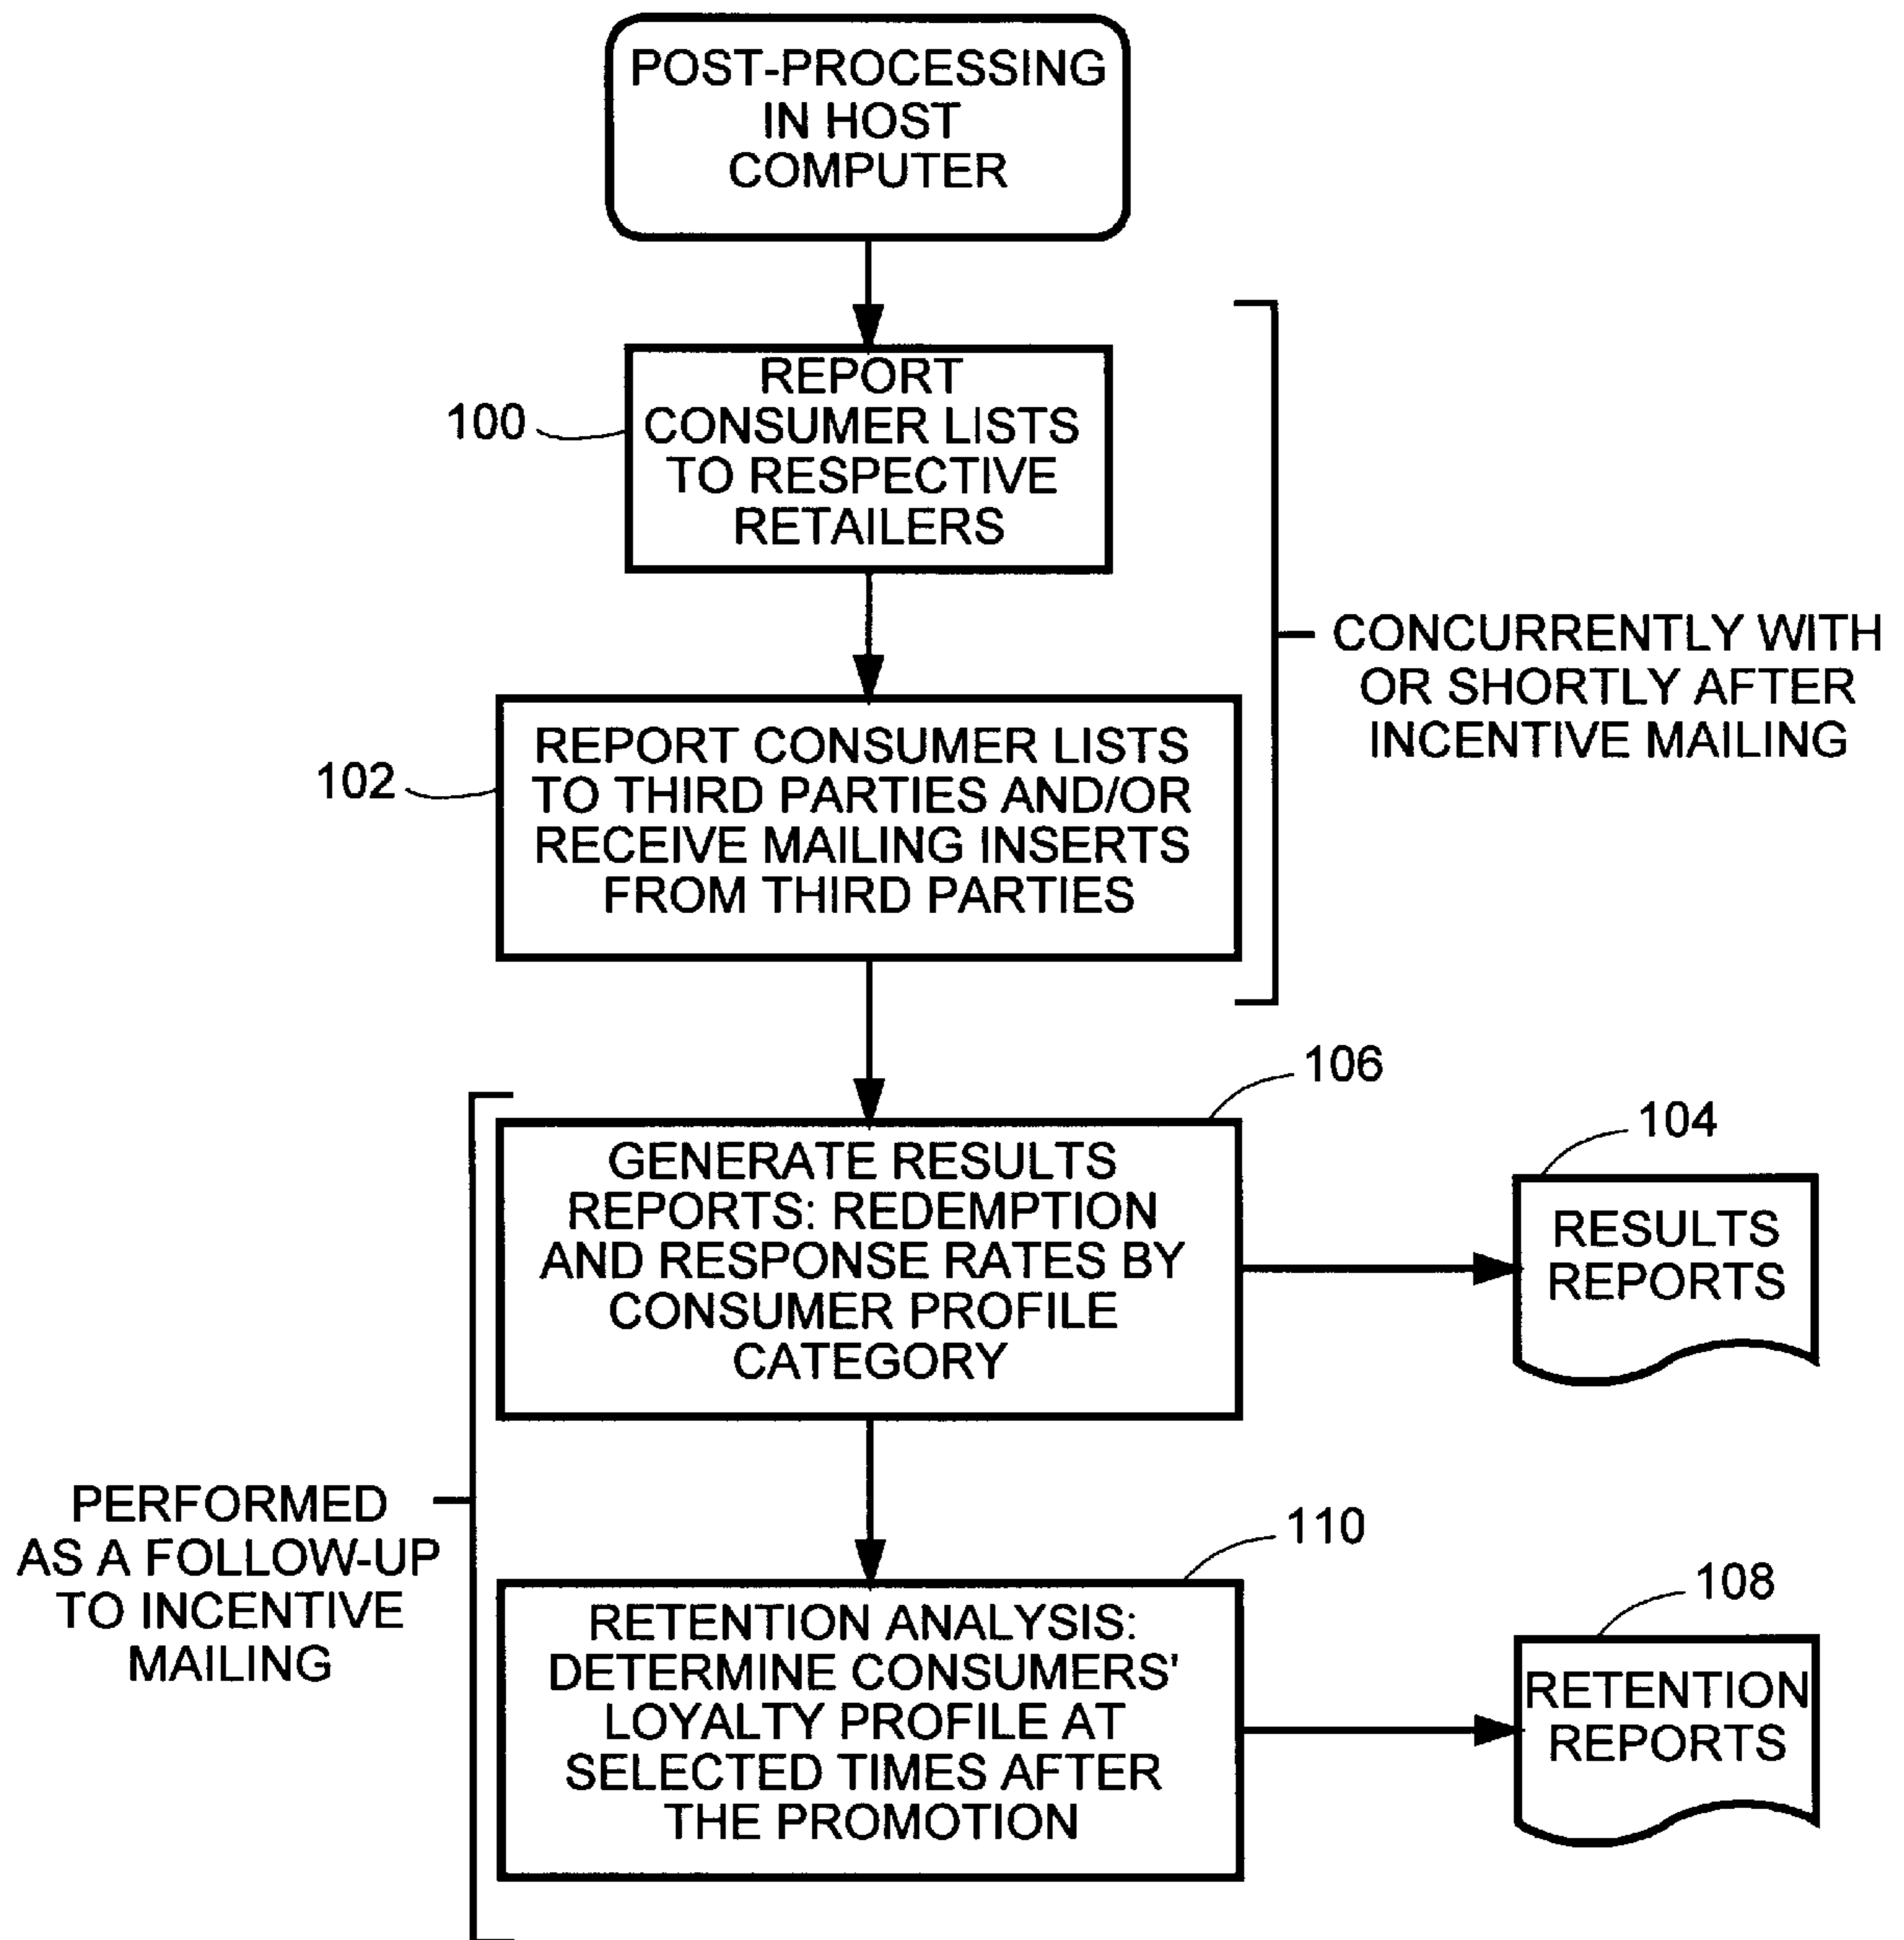 POST-PROCESSING
IN HOST
COMPUTER
100
REPORT
CONSUMER LISTS
TO RESPECTIVE
RETAILERS
CONCURRENTLY WITH
OR SHORTLY AFTER
INCENTIVE MAILING
102
REPORT CONSUMER LISTS
TO THIRD PARTIES AND/OR
RECEIVE MAILING INSERTS
FROM THIRD PARTIES
106
GENERATE RESULTS
REPORTS: REDEMPTION
AND RESPONSE RATES BY
CONSUMER PROFILE
CATEGORY
104
RESULTS
REPORTS
PERFORMED
AS A FOLLOW-UP
TO INCENTIVE
MAILING
110
RETENTION ANALYSIS:
DETERMINE CONSUMERS'
LOYALTY PROFILE AT
SELECTED TIMES AFTER
THE PROMOTION
108
RETENTION
REPORTS